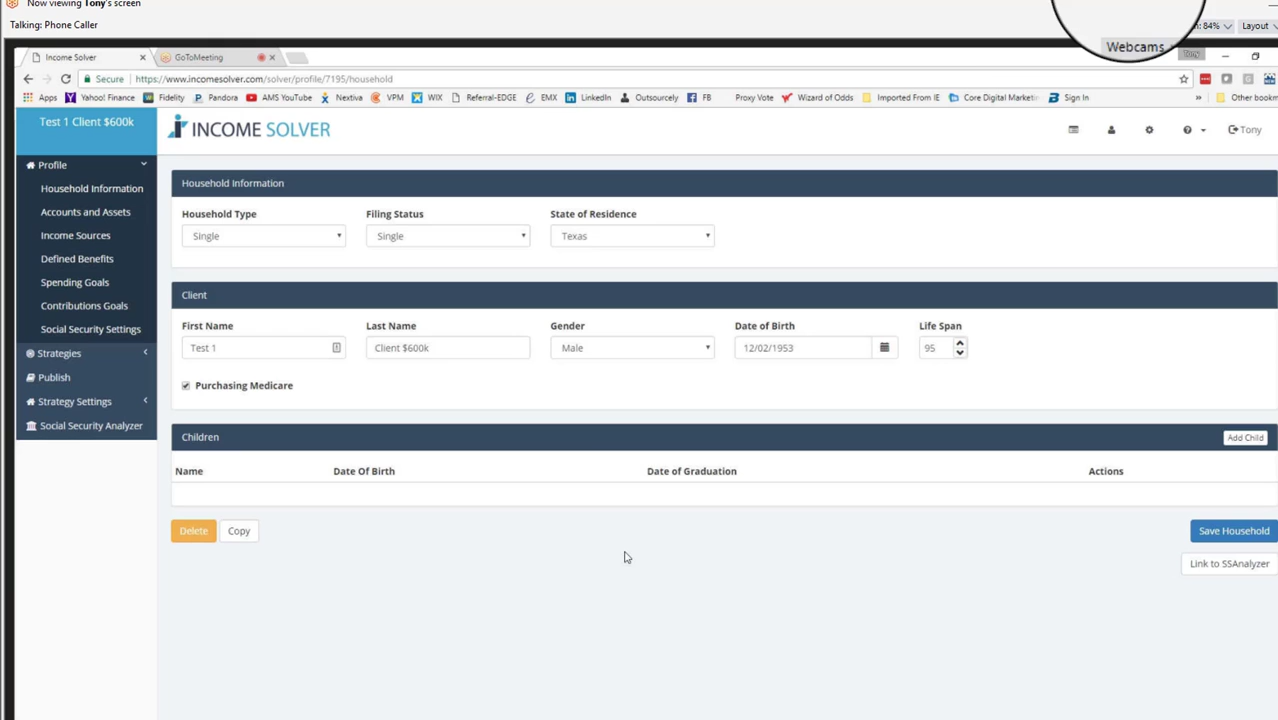 Now viewing Tony's screen
Talking: Phone Caller
84%
Layout
Webcams
Tony
Income Solver
GoToMeeting
Secure
https://www.incomesolver.com/solver/profile/7195/household
Apps Yahoo! Finance Fidelity Pandora AMS YouTube Nextiva VPM WIX Referral-EDGE EMX LinkedIn Outsourcely FB Proxy Vote Wizard of Odds Imported From IE Core Digital Marketi Sign In » Other bookm
Test 1 Client $600k
INCOME SOLVER
Tony
Profile
Household Information
Accounts and Assets
Income Sources
Defined Benefits
Spending Goals
Contributions Goals
Social Security Settings
Strategies
Publish
Strategy Settings
Social Security Analyzer
Household Information
Household Type Filing Status State of Residence
Single Single Texas
Client
First Name Last Name Gender Date of Birth Life Span
Test 1 Client $600k Male 12/02/1953 95
Purchasing Medicare
Children
Add Child
Name Date Of Birth Date of Graduation Actions
Delete Copy Save Household
Link to SSAnalyzer